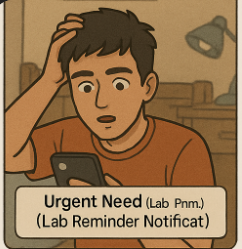 Urgent Need (Lab Pnm.)
(Lab Reminder Notificat)